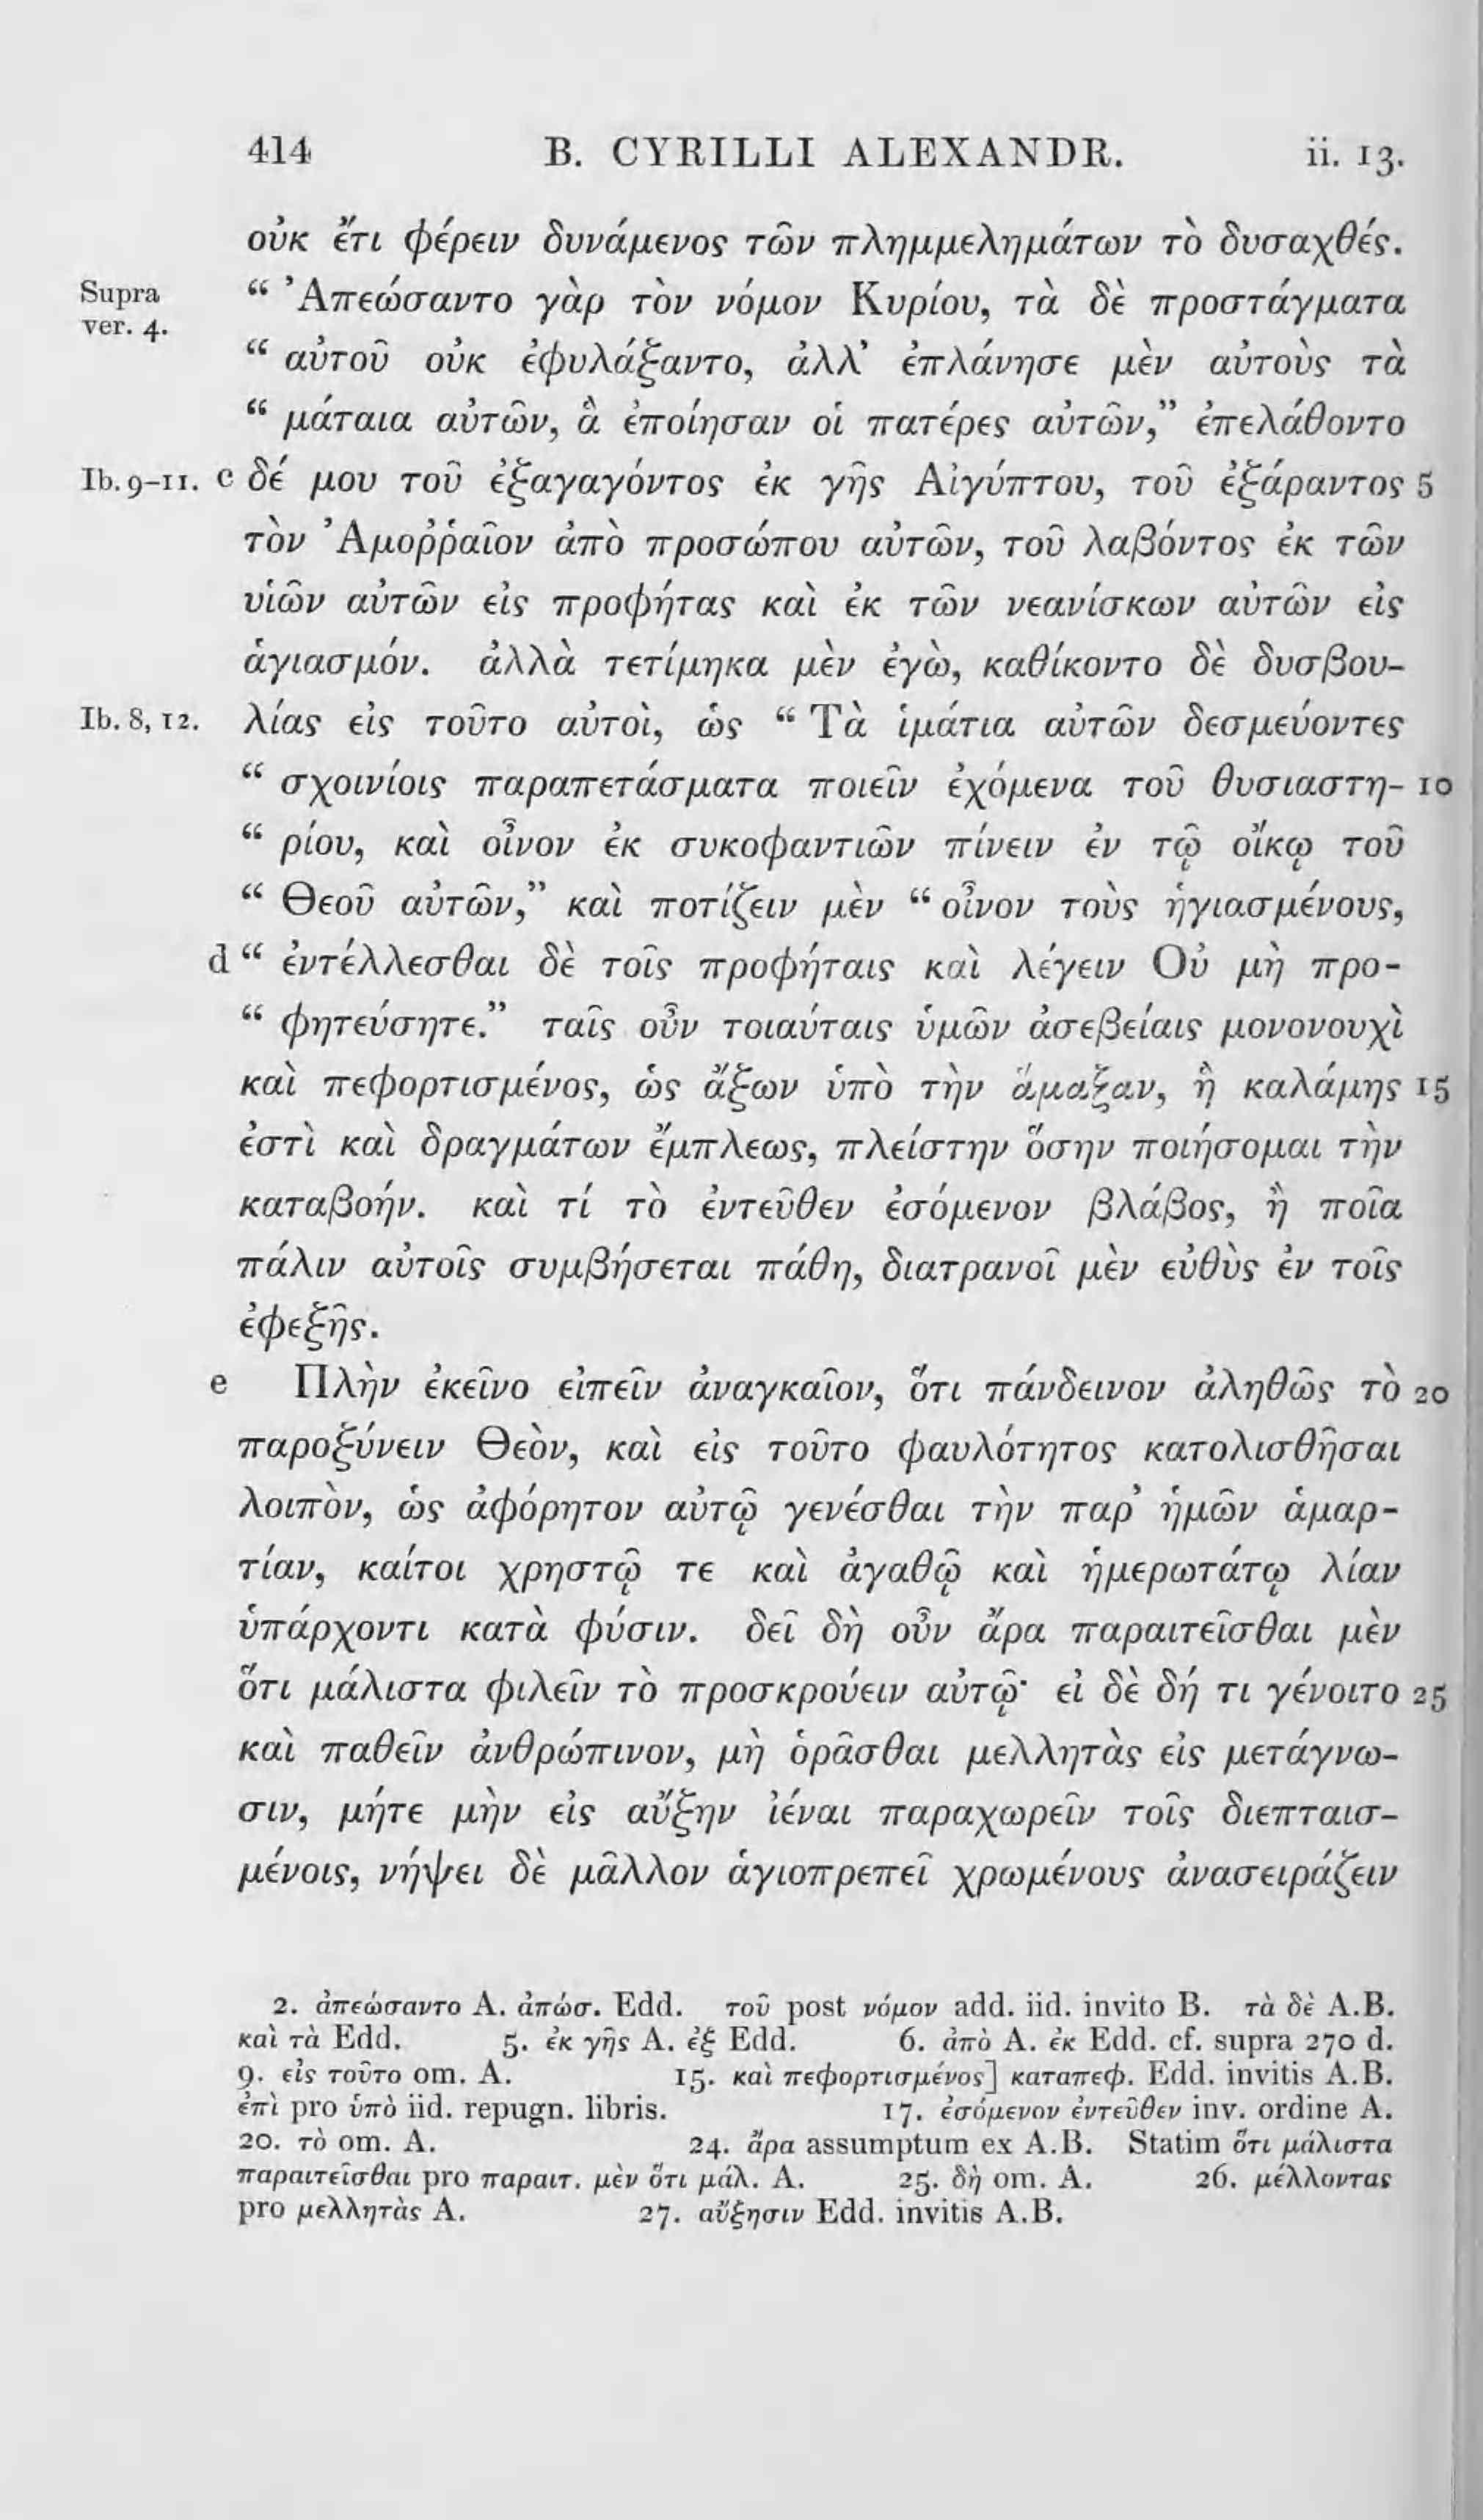 414 B. CYRILLI ALEXANDR. ii. 13.
οὐκ ἔτι φέρειν δυνάμενος τῶν πλημμελημάτων τὸ δυσαχθές.
Supra ver. 4. “ Ἀπεώσαντο γὰρ τὸν νόμον Κυρίου, τὰ δὲ προστάγματα
“ αὐτοῦ οὐκ ἐφυλάξαντο, ἀλλ’ ἐπλάνησε μὲν αὐτοὺς τὰ
“ μάταια αὐτῶν, ἃ ἐποίησαν οἱ πατέρες αὐτῶν,” ἐπελάθοντο
Ib. 9-11. c δέ μου τοῦ ἐξαγαγόντος ἐκ γῆς Αἰγύπτου, τοῦ ἐξάραντος 5
τὸν Ἀμοῤῥαῖον ἀπὸ προσώπου αὐτῶν, τοῦ λαβόντος ἐκ τῶν
υἱῶν αὐτῶν εἰς προφήτας καὶ ἐκ τῶν νεανίσκων αὐτῶν εἰς
ἁγιασμόν. ἀλλὰ τετίμηκα μὲν ἐγὼ, καθίκοντο δὲ δυσβου-
Ib. 8, 12. λίας εἰς τοῦτο αὐτοὶ, ὡς “ Τὰ ἱμάτια αὐτῶν δεσμεύοντες
“ σχοινίοις παραπετάσματα ποιεῖν ἐχόμενα τοῦ θυσιαστη- 10
“ ρίου, καὶ οἶνον ἐκ συκοφαντιῶν πίνειν ἐν τῷ οἴκῳ τοῦ
“ Θεοῦ αὐτῶν,” καὶ ποτίζειν μὲν “ οἶνον τοὺς ἡγιασμένους,
d “ ἐντέλλεσθαι δὲ τοῖς προφήταις καὶ λέγειν Οὐ μὴ προ-
“ φητεύσητε.” ταῖς οὖν τοιαύταις ὑμῶν ἀσεβείαις μονονουχὶ
καὶ πεφορτισμένος, ὡς ἄξων ὑπὸ τὴν ἅμαξαν, ἢ καλάμης 15
ἐστὶ καὶ δραγμάτων ἔμπλεως, πλείστην ὅσην ποιήσομαι τὴν
καταβοήν. καὶ τί τὸ ἐντεῦθεν ἐσόμενον βλάβος, ἢ ποῖα
πάλιν αὐτοῖς συμβήσεται πάθη, διατρανοῖ μὲν εὐθὺς ἐν τοῖς
ἐφεξῆς.
e Πλὴν ἐκεῖνο εἰπεῖν ἀναγκαῖον, ὅτι πάνδεινον ἀληθῶς τὸ 20
παροξύνειν Θεὸν, καὶ εἰς τοῦτο φαυλότητος κατολισθῆσαι
λοιπὸν, ὡς ἀφόρητον αὐτῷ γενέσθαι τὴν παρ’ ἡμῶν ἁμαρ-
τίαν, καίτοι χρηστῷ τε καὶ ἀγαθῷ καὶ ἡμερωτάτῳ λίαν
ὑπάρχοντι κατὰ φύσιν. δεῖ δὴ οὖν ἄρα παραιτεῖσθαι μὲν
ὅτι μάλιστα φιλεῖν τὸ προσκρούειν αὐτῷ· εἰ δὲ δή τι γένοιτο 25
καὶ παθεῖν ἀνθρώπινον, μὴ ὁρᾶσθαι μελλητὰς εἰς μετάγνω-
σιν, μήτε μὴν εἰς αὔξην ἰέναι παραχωρεῖν τοῖς διεπταισ-
μένοις, νήψει δὲ μᾶλλον ἁγιοπρεπεῖ χρωμένους ἀνασειράζειν
2. ἀπεώσαντο A. ἀπώσ. Edd. τοῦ post νόμον add. iid. invito B. τὰ δὲ A.B.
καὶ τὰ Edd. 5. ἐκ γῆς A. ἐξ Edd. 6. ἀπὸ A. ἐκ Edd. cf. supra 270 d.
9. εἰς τοῦτο om. A. 15. καὶ πεφορτισμένος] καταπεφ. Edd. invitis A.B.
ἐπὶ pro ὑπὸ iid. repugn. libris. 17. ἐσόμενον ἐντεῦθεν inv. ordine A.
20. τὸ om. A. 24. ἄρα assumptum ex A.B. Statim ὅτι μάλιστα
παραιτεῖσθαι pro παραιτ. μὲν ὅτι μάλ. A. 25. δὴ om. A. 26. μέλλοντας
pro μελλητὰς A. 27. αὔξησιν Edd. invitis A.B.